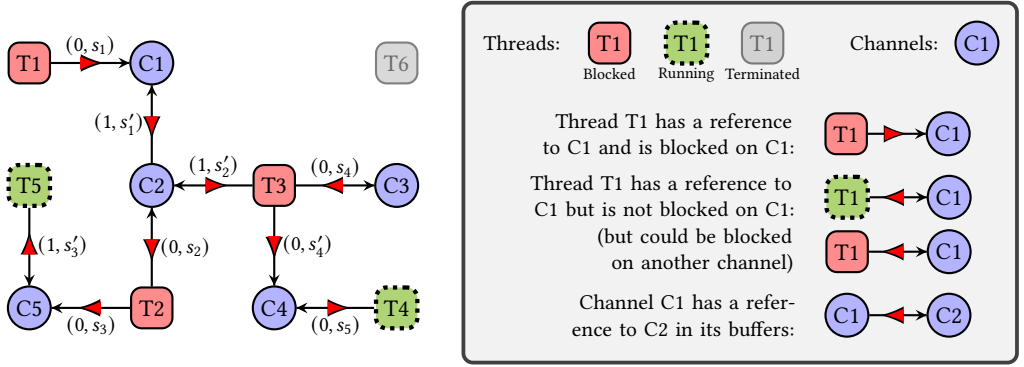 T1
(0, s₁)
C1
T6
(1, s′₁)
T5
C2
(1, s′₂)
T3
(0, s₄)
C3
(1, s′₃)
(0, s₂)
(0, s′₄)
C5
(0, s₃)
T2
C4
(0, s₅)
T4
Threads:
T1
Blocked
T1
Running
T1
Terminated
Channels:
C1
Thread T1 has a reference
to C1 and is blocked on C1:
T1
C1
Thread T1 has a reference to
C1 but is not blocked on C1:
(but could be blocked
on another channel)
T1
C1
T1
C1
Channel C1 has a refer-
ence to C2 in its buffers:
C1
C2